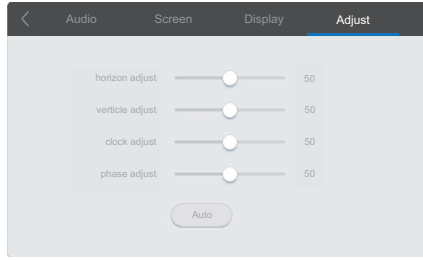 Audio Screen Display Adjust
horizon adjust 50
verticle adjust 50
clock adjust 50
phase adjust 50
Auto